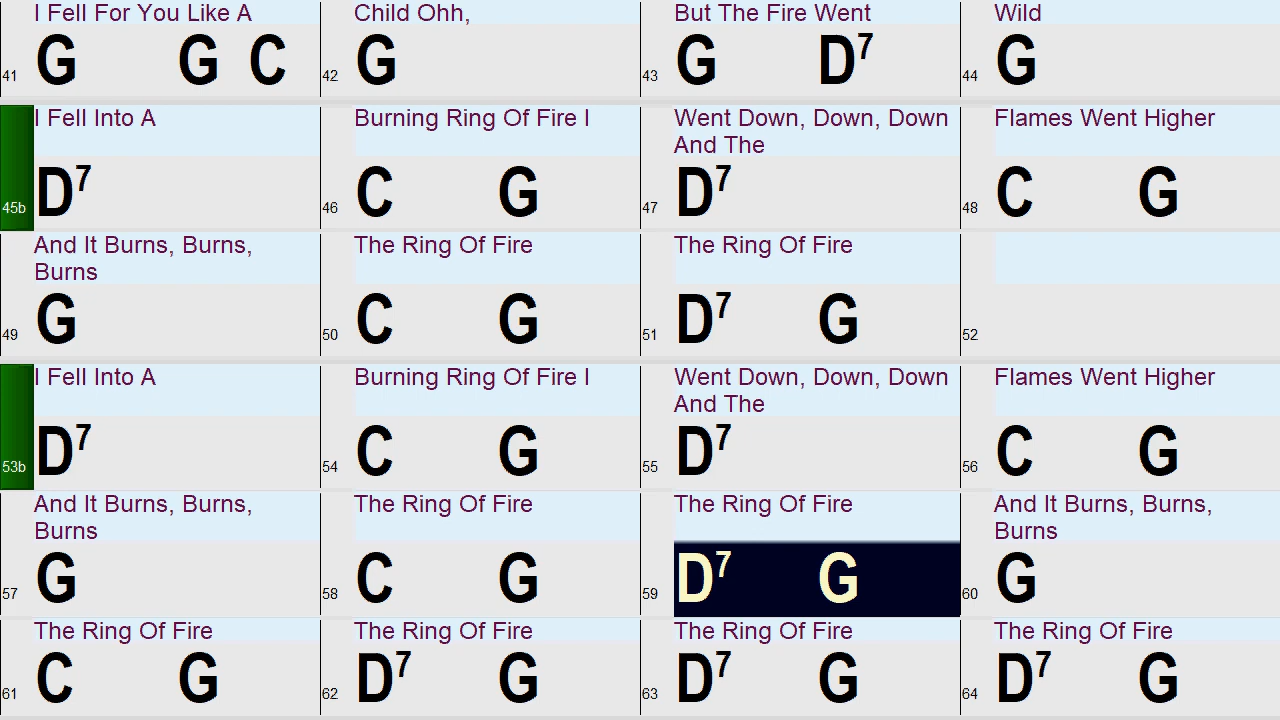 I Fell For You Like A Child Ohh, But The Fire Went Wild
41 G G C 42 G 43 G D7 44 G
I Fell Into A Burning Ring Of Fire I Went Down, Down, Down Flames Went Higher
And The
45b D7 46 C G 47 D7 48 C G
And It Burns, Burns, The Ring Of Fire The Ring Of Fire
Burns
49 G 50 C G 51 D7 G 52
I Fell Into A Burning Ring Of Fire I Went Down, Down, Down Flames Went Higher
And The
53b D7 54 C G 55 D7 56 C G
And It Burns, Burns, The Ring Of Fire The Ring Of Fire And It Burns, Burns,
Burns Burns
57 G 58 C G 59 D7 G 60 G
The Ring Of Fire The Ring Of Fire The Ring Of Fire The Ring Of Fire
61 C G 62 D7 G 63 D7 G 64 D7 G